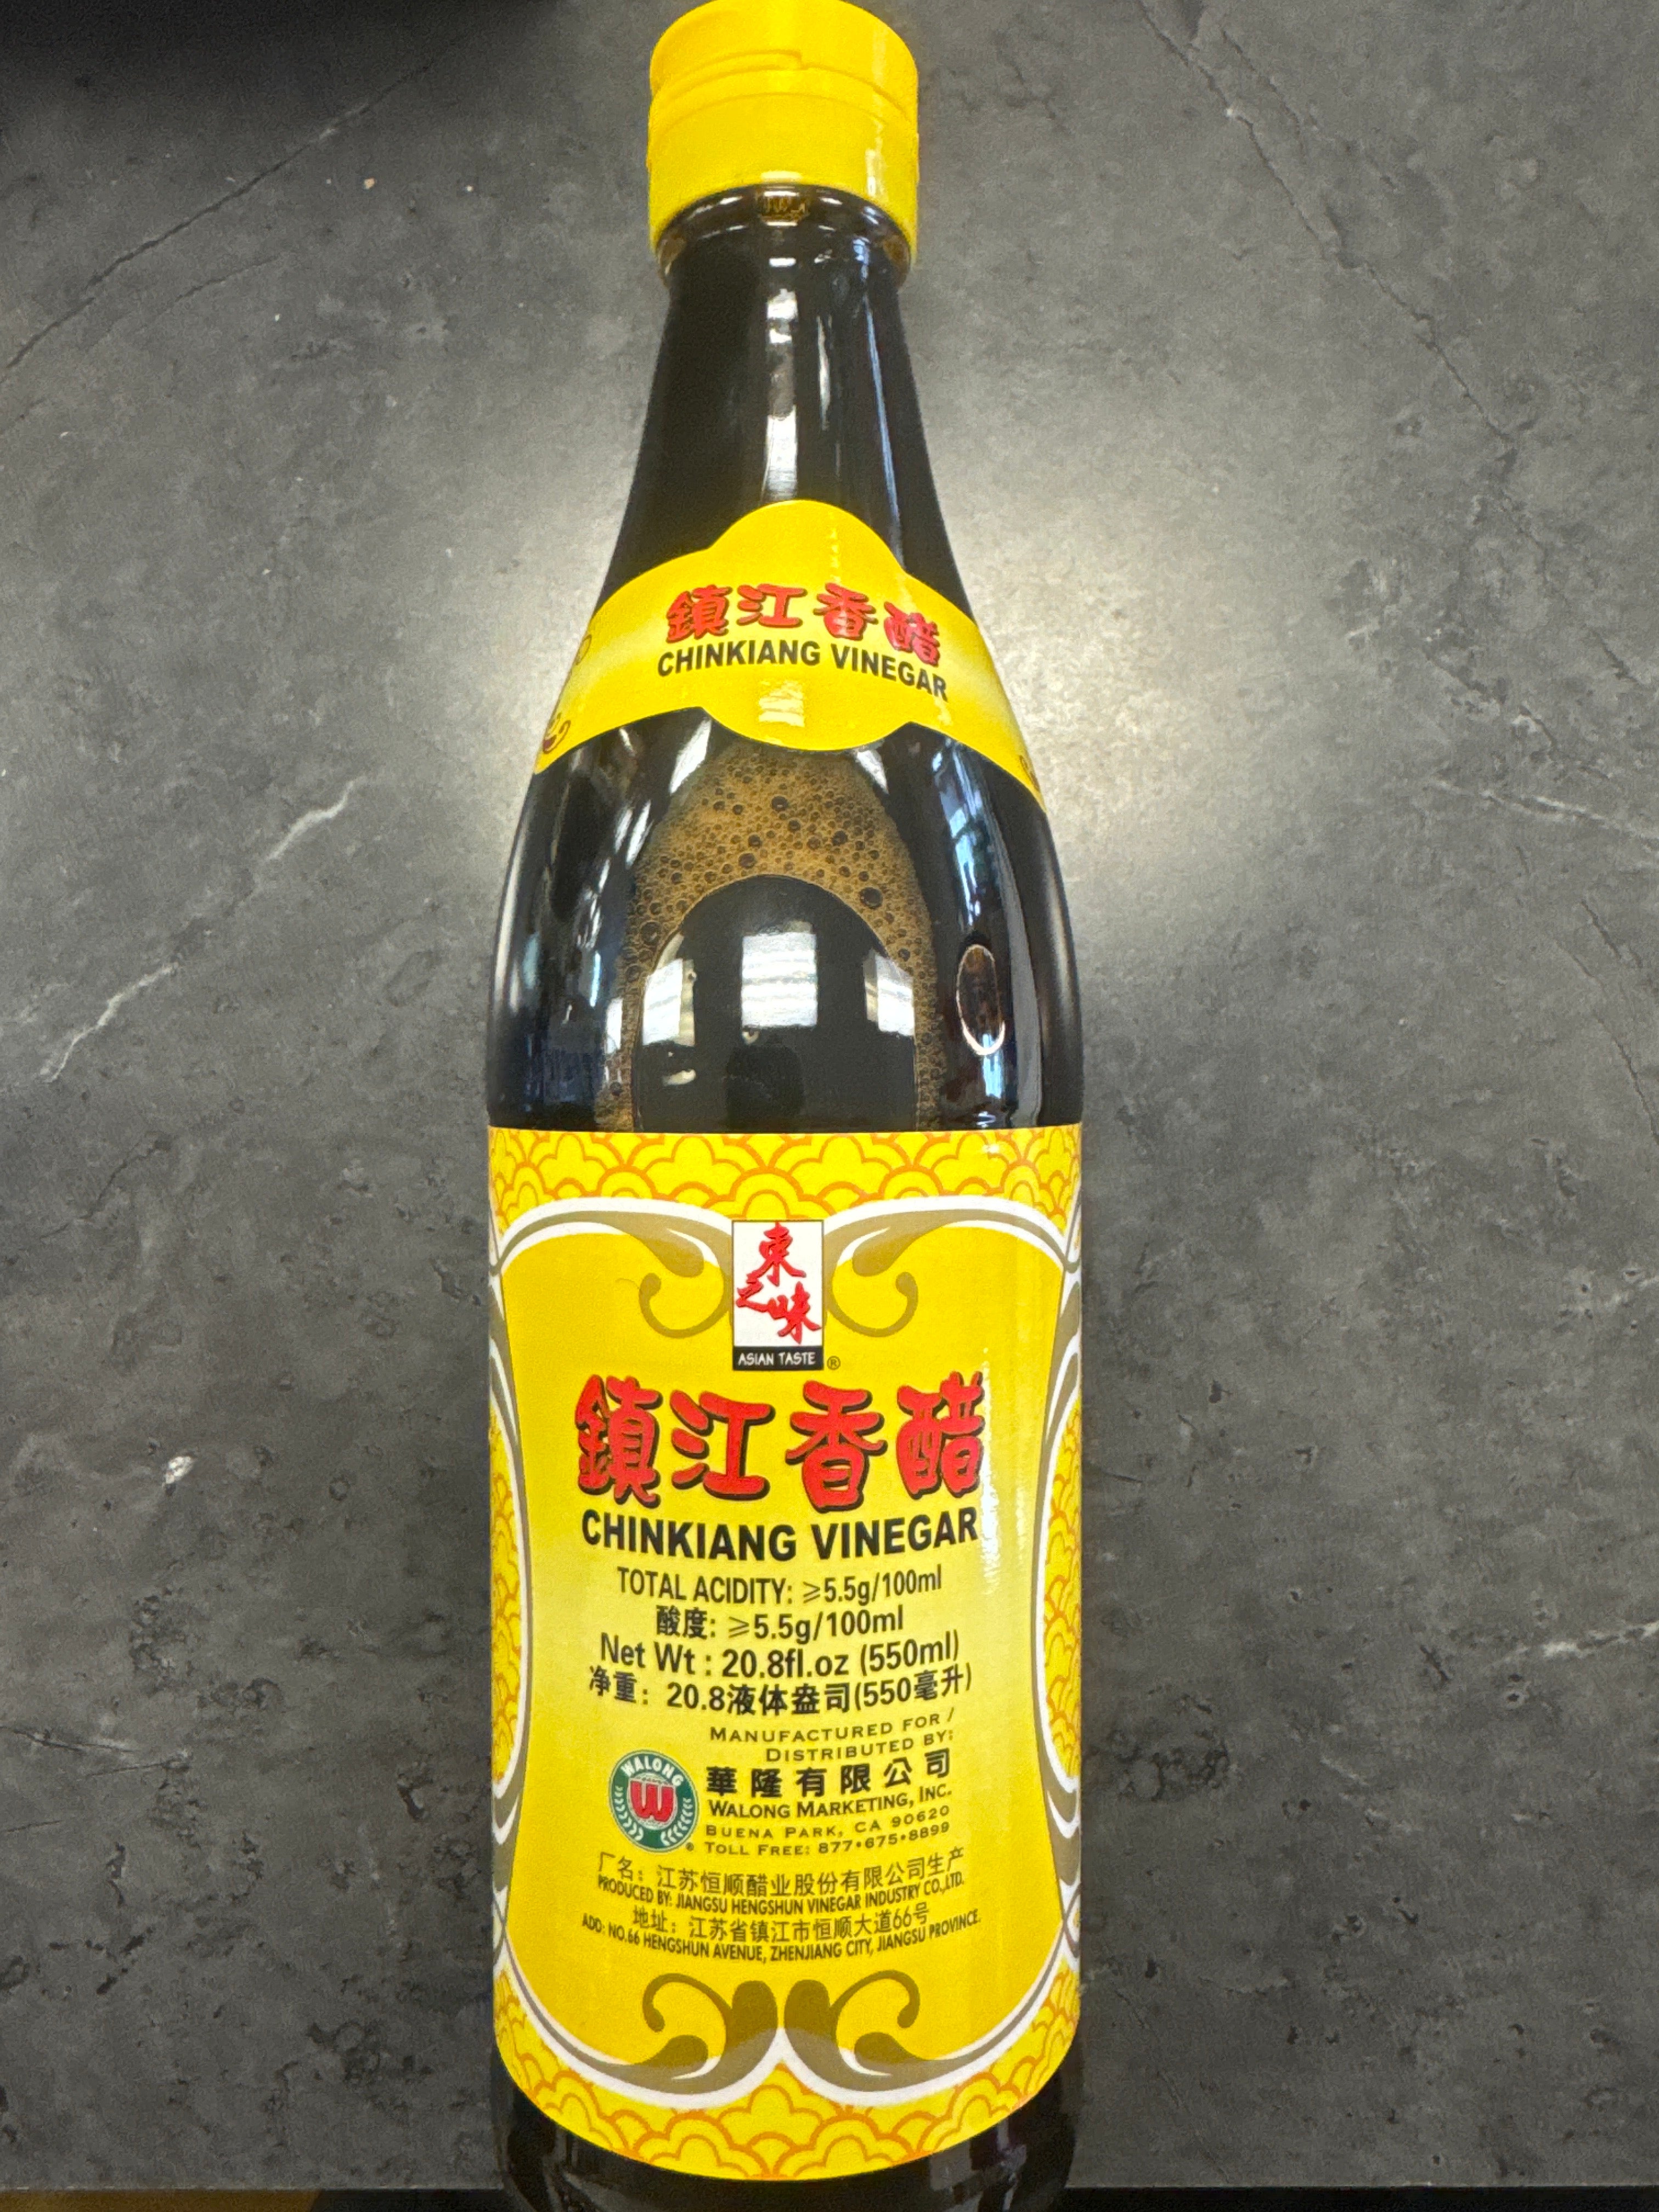 鎮江香醋
CHINKIANG VINEGAR
東之味
ASIAN TASTE ®
鎮江香醋
CHINKIANG VINEGAR
TOTAL ACIDITY: ≥5.5g/100ml
酸度: ≥5.5g/100ml
Net Wt : 20.8fl.oz (550ml)
净重: 20.8液体盎司(550毫升)
MANUFACTURED FOR /
DISTRIBUTED BY:
WALONG
W
®
華隆有限公司
WALONG MARKETING, INC.
BUENA PARK, CA 90620
TOLL FREE: 877•675•8899
厂名: 江苏恒顺醋业股份有限公司生产
PRODUCED BY: JIANGSU HENGSHUN VINEGAR INDUSTRY CO.,LTD.
地址: 江苏省镇江市恒顺大道66号
ADD: NO.66 HENGSHUN AVENUE, ZHENJIANG CITY, JIANGSU PROVINCE.